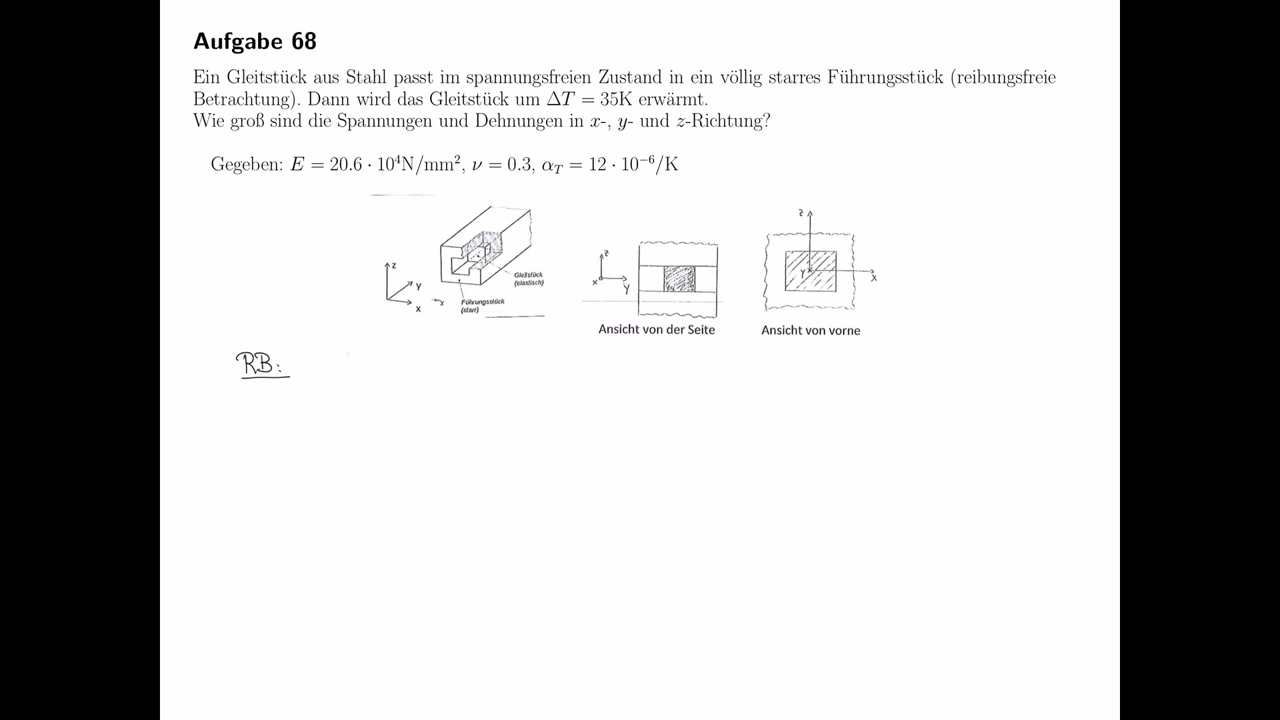 Aufgabe 68
Ein Gleitstück aus Stahl passt im spannungsfreien Zustand in ein völlig starres Führungsstück (reibungsfreie
Betrachtung). Dann wird das Gleitstück um ΔT = 35K erwärmt.
Wie groß sind die Spannungen und Dehnungen in x-, y- und z-Richtung?
Gegeben: E = 20.6 · 10⁴N/mm², ν = 0.3, α_T = 12 · 10⁻⁶/K
z
y
x
x
Gleitstück
(elastisch)
Führungsstück
(starr)
z
x
y
Ansicht von der Seite
z
y
x
Ansicht von vorne
RB: